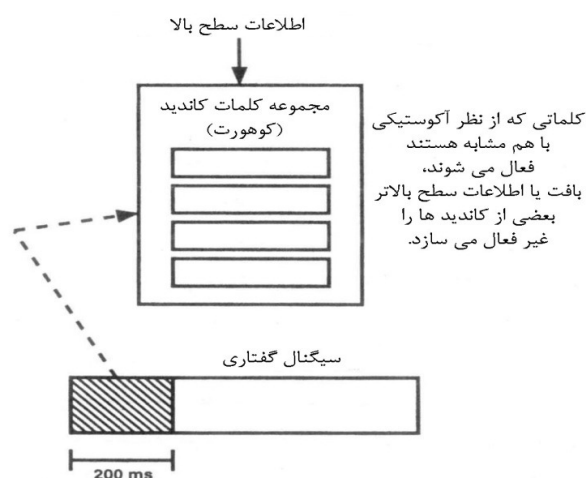 اطلاعات سطح بالا
مجموعه کلمات کاندید
(کوهورت)
کلماتی که از نظر آکوستیکی
با هم مشابه هستند
فعال می شوند،
بافت یا اطلاعات سطح بالاتر
بعضی از کاندید ها را
غیر فعال می سازد.
سیگنال گفتاری
200 ms